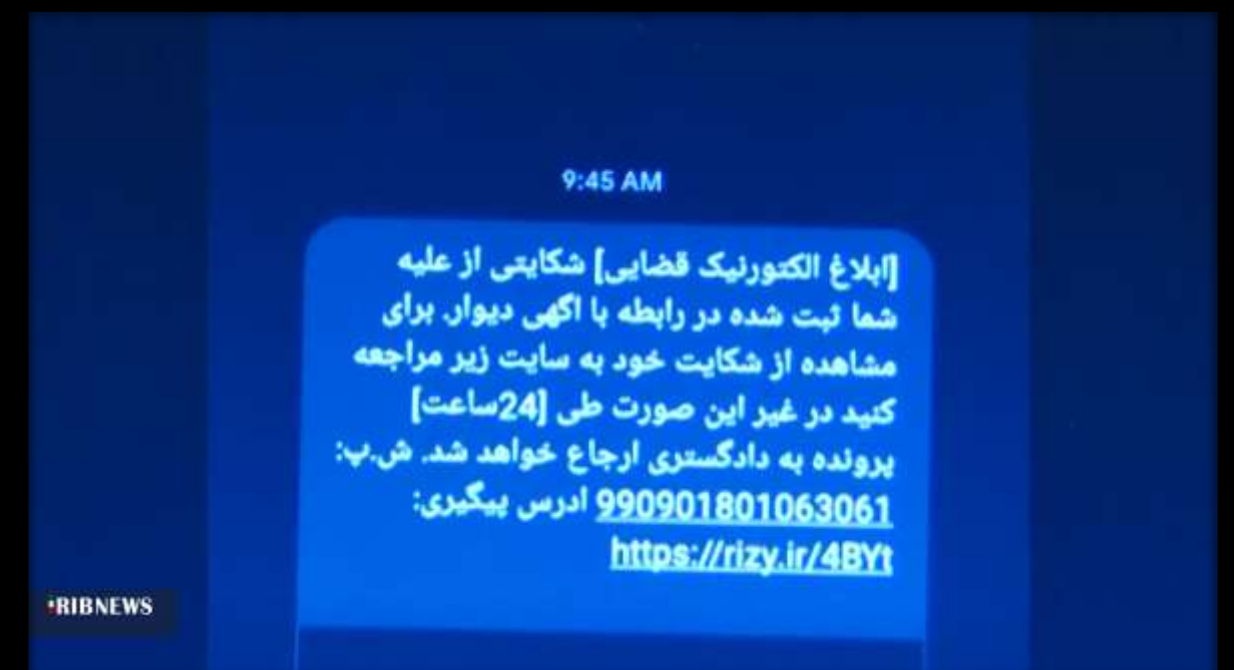 9:45 AM
[ابلاغ الکتورنیک قضایی] شکایتی از علیه
شما ثبت شده در رابطه با اگهی دیوار. برای
مشاهده از شکایت خود به سایت زیر مراجعه
کنید در غیر این صورت طی [24ساعت]
پرونده به دادگستری ارجاع خواهد شد. ش.پ:
990901801063061 ادرس پیگیری:
https://rizy.ir/4BYt
IRIBNEWS